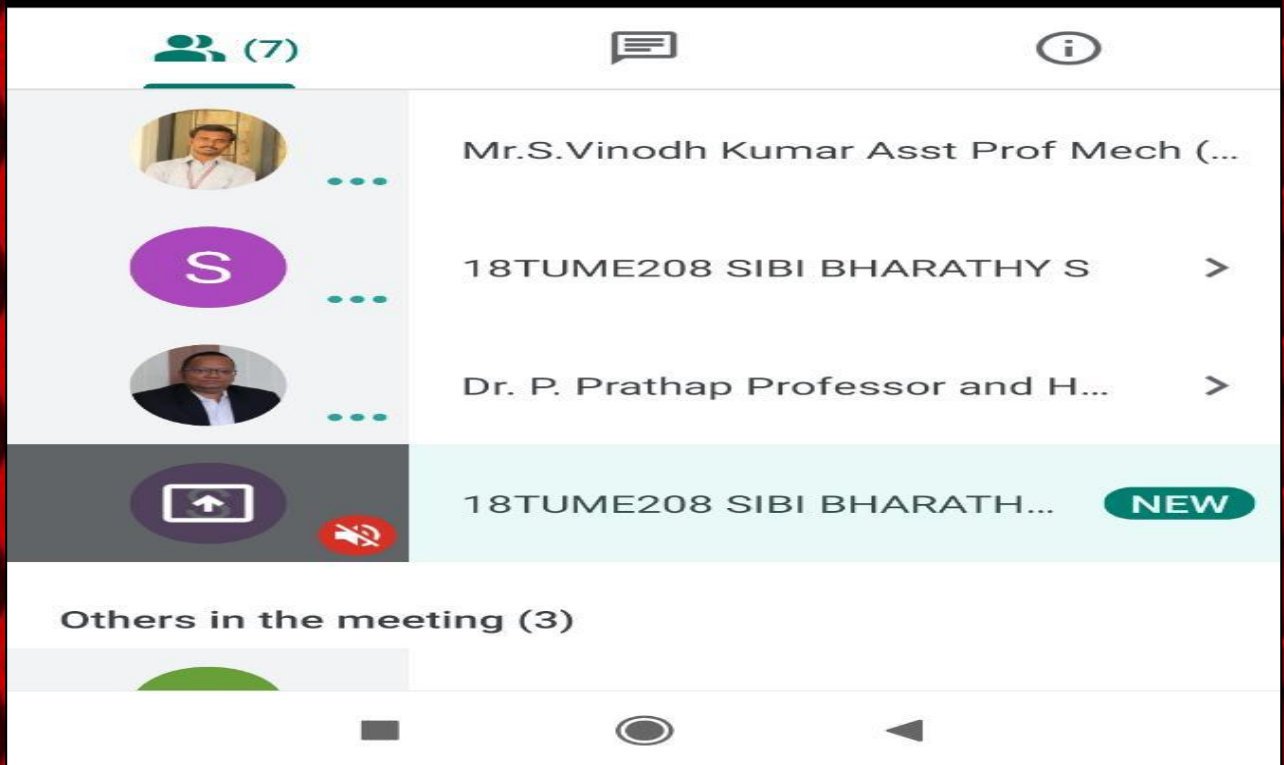 (7)
Mr.S.Vinodh Kumar Asst Prof Mech (...
S
18TUME208 SIBI BHARATHY S
Dr. P. Prathap Professor and H...
18TUME208 SIBI BHARATH... NEW
Others in the meeting (3)